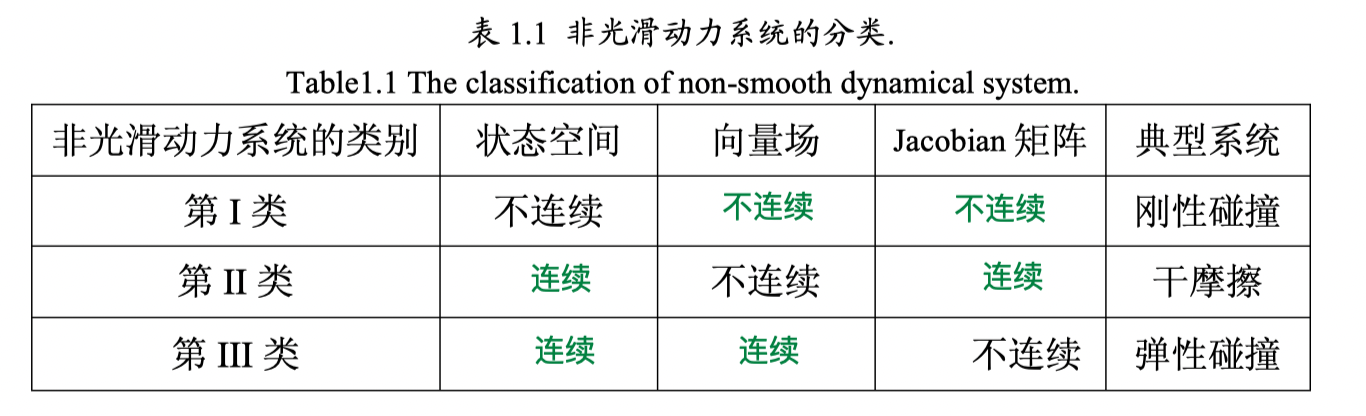 表 1.1 非光滑动力系统的分类.
Table1.1 The classification of non-smooth dynamical system.
非光滑动力系统的类别 状态空间 向量场 Jacobian 矩阵 典型系统
第 I 类 不连续 不连续 不连续 刚性碰撞
第 II 类 连续 不连续 连续 干摩擦
第 III 类 连续 连续 不连续 弹性碰撞